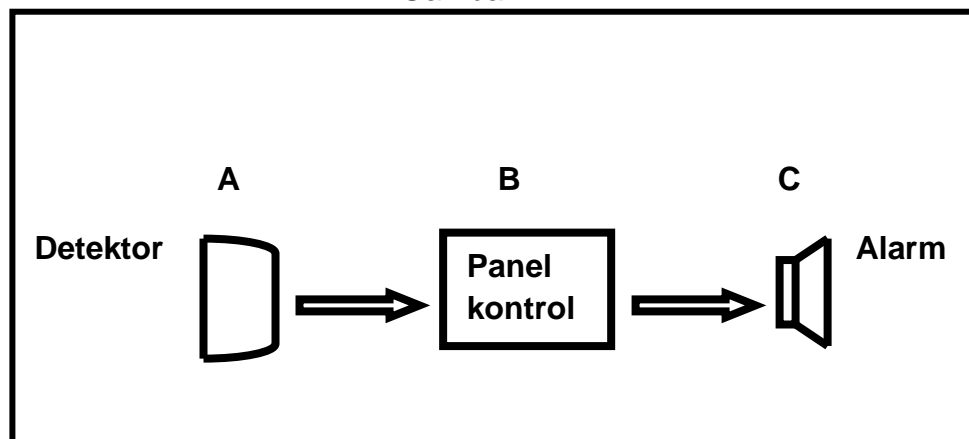 A B C
Detektor
Panel
kontrol
Alarm